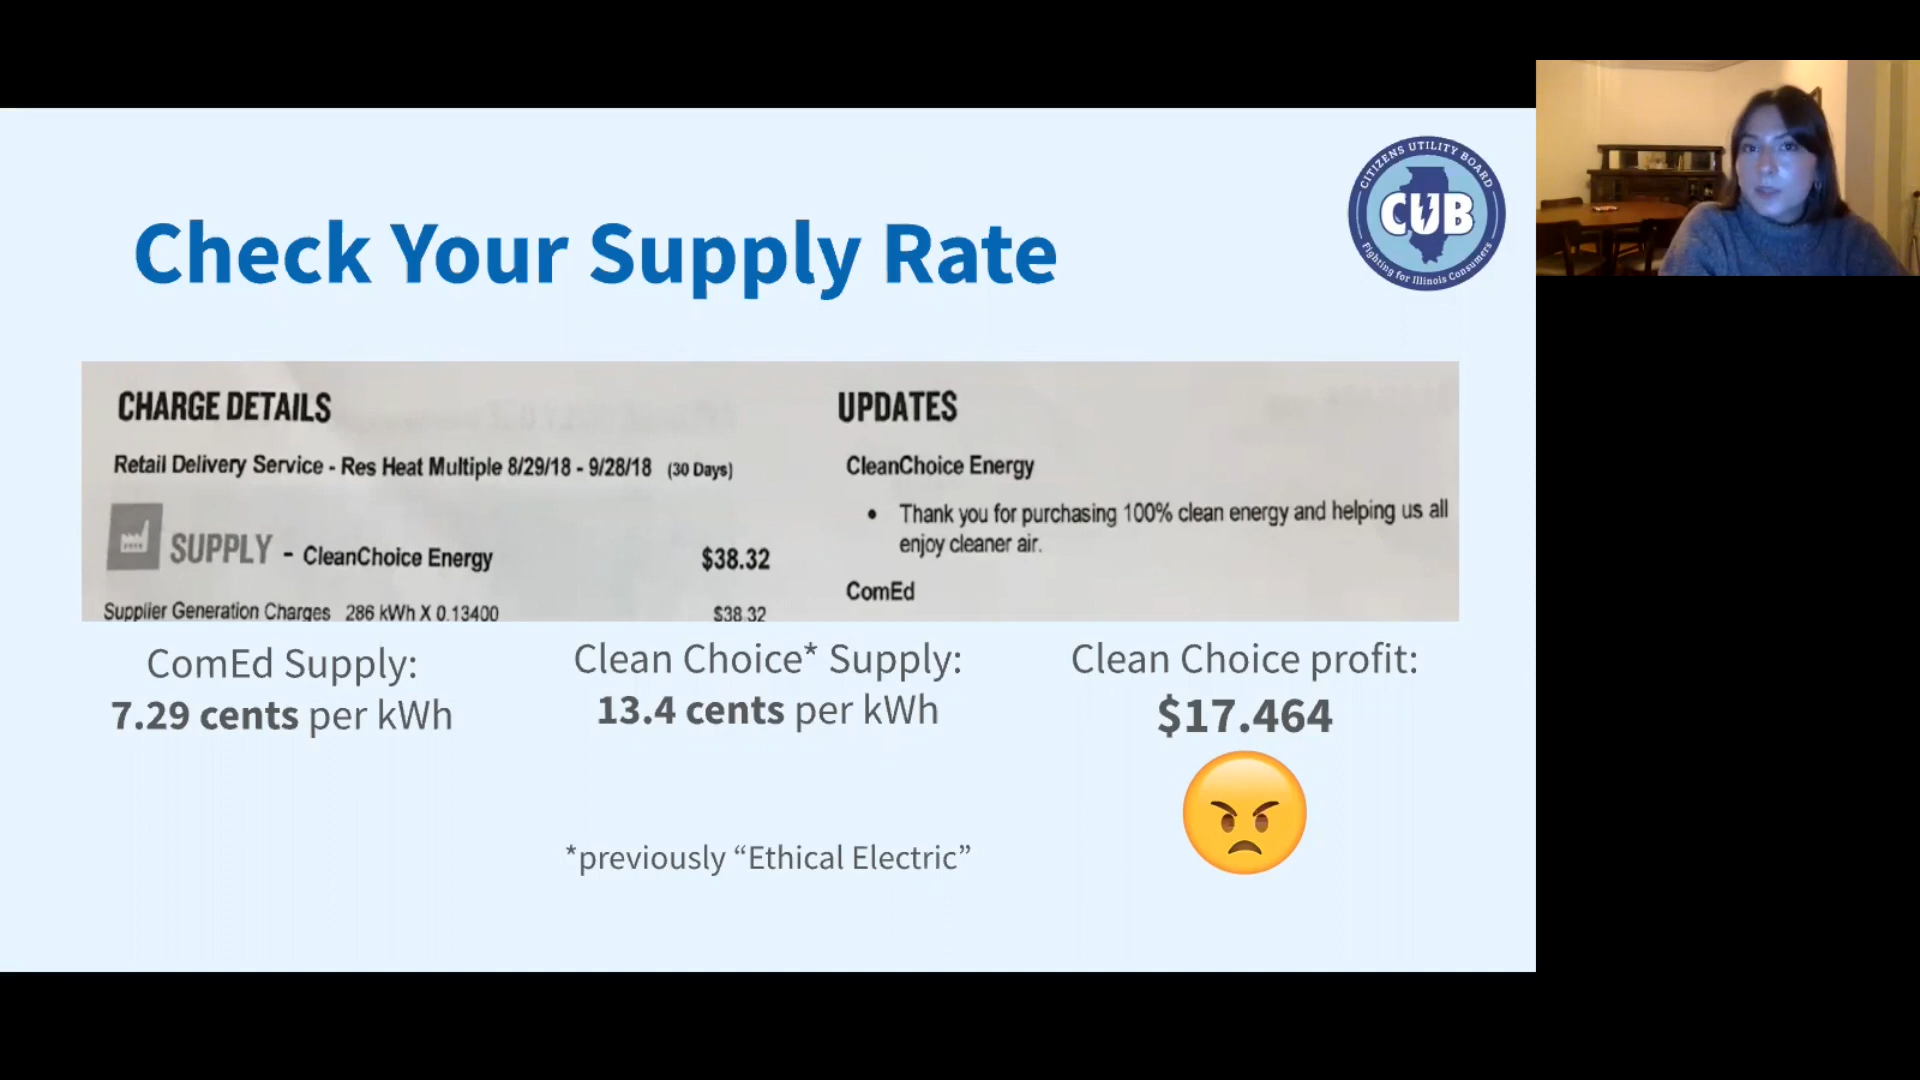 CITIZENS UTILITY BOARD
CUB
Fighting for Illinois Consumers
Check Your Supply Rate
CHARGE DETAILS
Retail Delivery Service - Res Heat Multiple 8/29/18 - 9/28/18 (30 Days)
SUPPLY - CleanChoice Energy $38.32
Supplier Generation Charges 286 kWh X 0.13400 $38.32
UPDATES
CleanChoice Energy
• Thank you for purchasing 100% clean energy and helping us all
enjoy cleaner air.
ComEd
ComEd Supply:
7.29 cents per kWh
Clean Choice* Supply:
13.4 cents per kWh
Clean Choice profit:
$17.464
*previously “Ethical Electric”